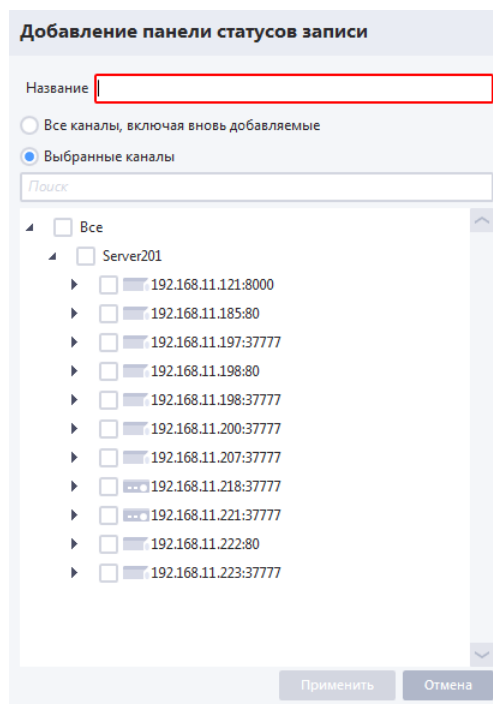 Добавление панели статусов записи
Название
Все каналы, включая вновь добавляемые
Выбранные каналы
Поиск
Все
Server201
192.168.11.121:8000
192.168.11.185:80
192.168.11.197:37777
192.168.11.198:80
192.168.11.198:37777
192.168.11.200:37777
192.168.11.207:37777
192.168.11.218:37777
192.168.11.221:37777
192.168.11.222:80
192.168.11.223:37777
Применить Отмена